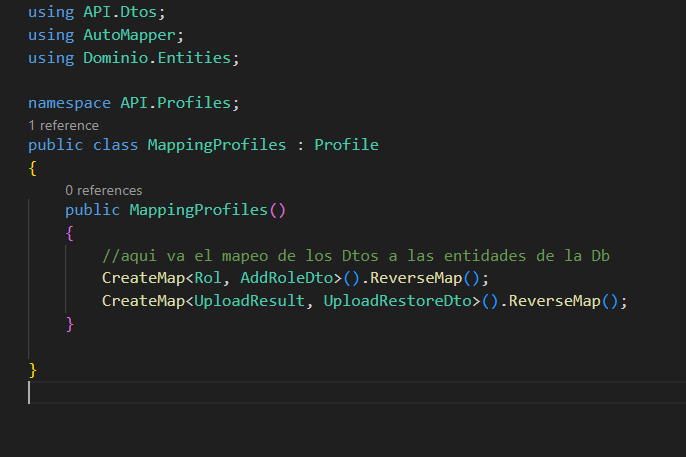 using API.Dtos;
using AutoMapper;
using Dominio.Entities;
namespace API.Profiles;
1 reference
public class MappingProfiles : Profile
{
0 references
public MappingProfiles()
{
//aqui va el mapeo de los Dtos a las entidades de la Db
CreateMap<Rol, AddRoleDto>().ReverseMap();
CreateMap<UploadResult, UploadRestoreDto>().ReverseMap();
}
}